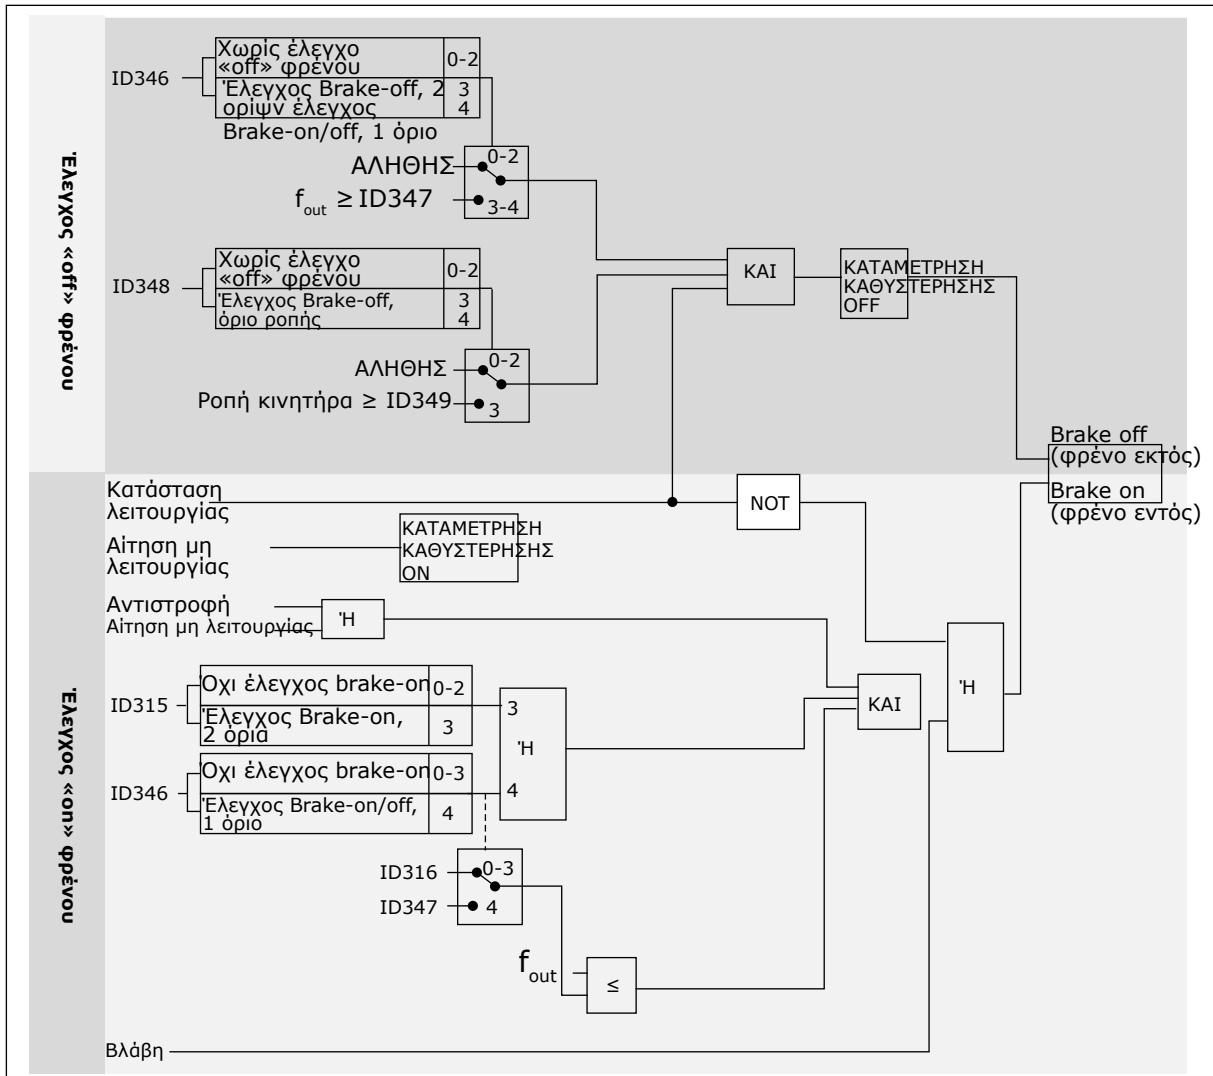 Έλεγχος «off» φρένου
ID346
Χωρίς έλεγχο
«off» φρένου
0-2
Έλεγχος Brake-off, 2
ορίψν έλεγχος
3
4
Brake-on/off, 1 όριο
ΑΛΗΘΗΣ
0-2
f out ≥ ID347
3-4
ID348
Χωρίς έλεγχο
«off» φρένου
0-2
Έλεγχος Brake-off,
όριο ροπής
3
4
ΑΛΗΘΗΣ
0-2
Ροπή κινητήρα ≥ ID349
3
ΚΑΙ
ΚΑΤΑΜΕΤΡΗΣΗ
ΚΑΘΥΣΤΕΡΗΣΗΣ
OFF
Brake off
(φρένο εκτός)
Brake on
(φρένο εντός)
Έλεγχος «on» φρένου
Κατάσταση
λειτουργίας
NOT
Αίτηση μη
λειτουργίας
ΚΑΤΑΜΕΤΡΗΣΗ
ΚΑΘΥΣΤΕΡΗΣΗΣ
ON
Αντιστροφή
Αίτηση μη λειτουργίας
Ή
ID315
Όχι έλεγχος brake-on
0-2
Έλεγχος Brake-on,
2 όρια
3
3
Ή
4
ID346
Όχι έλεγχος brake-on
0-3
Έλεγχος Brake-on/off,
1 όριο
4
ΚΑΙ
Ή
ID316
0-3
ID347
4
f out
≤
Βλάβη